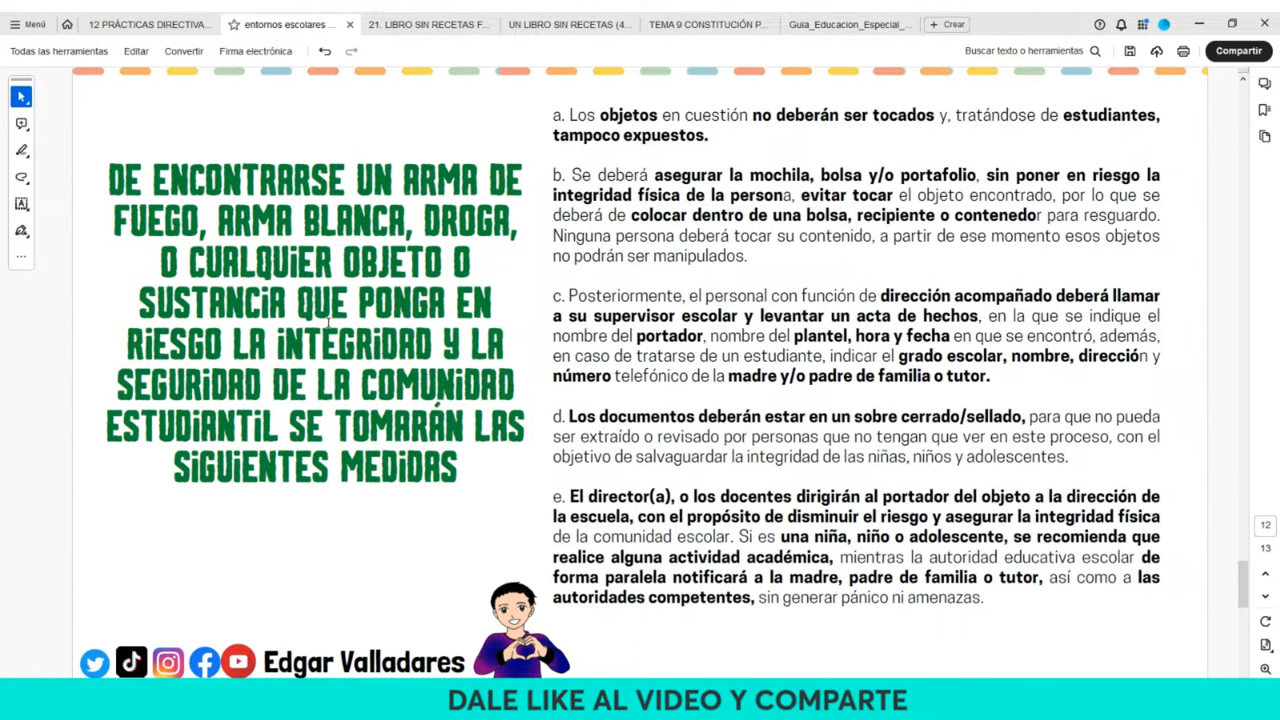 Menú
12 PRÁCTICAS DIRECTIVA...
entornos escolares ...
21. LIBRO SIN RECETAS F...
UN LIBRO SIN RECETAS (4...
TEMA 9 CONSTITUCIÓN P...
Guia_Educacion_Especial_...
+ Crear
Todas las herramientas
Editar
Convertir
Firma electrónica
Buscar texto o herramientas
Compartir
DE ENCONTRARSE UN ARMA DE
FUEGO, ARMA BLANCA, DROGA,
O CUALQUiER OBJETO O
SUSTANCiA QUE PONGA EN
RiESGO LA iNTEGRiDAD Y LA
SEGURiDAD DE LA COMUNiDAD
ESTUDiANTiL SE TOMARÁN LAS
SiGUiENTES MEDiDAS
a. Los objetos en cuestión no deberán ser tocados y, tratándose de estudiantes,
tampoco expuestos.
b. Se deberá asegurar la mochila, bolsa y/o portafolio, sin poner en riesgo la
integridad física de la persona, evitar tocar el objeto encontrado, por lo que se
deberá de colocar dentro de una bolsa, recipiente o contenedor para resguardo.
Ninguna persona deberá tocar su contenido, a partir de ese momento esos objetos
no podrán ser manipulados.
c. Posteriormente, el personal con función de dirección acompañado deberá llamar
a su supervisor escolar y levantar un acta de hechos, en la que se indique el
nombre del portador, nombre del plantel, hora y fecha en que se encontró, además,
en caso de tratarse de un estudiante, indicar el grado escolar, nombre, dirección y
número telefónico de la madre y/o padre de familia o tutor.
d. Los documentos deberán estar en un sobre cerrado/sellado, para que no pueda
ser extraído o revisado por personas que no tengan que ver en este proceso, con el
objetivo de salvaguardar la integridad de las niñas, niños y adolescentes.
e. El director(a), o los docentes dirigirán al portador del objeto a la dirección de
la escuela, con el propósito de disminuir el riesgo y asegurar la integridad física
de la comunidad escolar. Si es una niña, niño o adolescente, se recomienda que
realice alguna actividad académica, mientras la autoridad educativa escolar de
forma paralela notificará a la madre, padre de familia o tutor, así como a las
autoridades competentes, sin generar pánico ni amenazas.
12
13
Edgar Valladares
DALE LIKE AL VIDEO Y COMPARTE